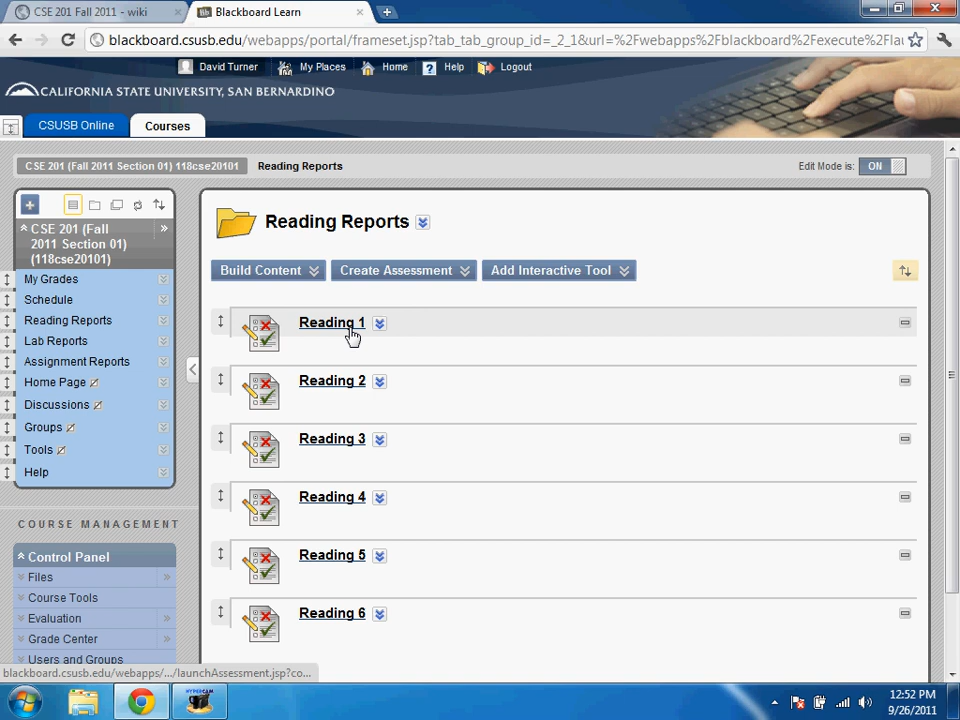 CSE 201 Fall 2011 - wiki
Blackboard Learn
blackboard.csusb.edu/webapps/portal/frameset.jsp?tab_tab_group_id=_2_1&url=%2Fwebapps%2Fblackboard%2Fexecute%2Flau
David Turner My Places Home Help Logout
CALIFORNIA STATE UNIVERSITY, SAN BERNARDINO
CSUSB Online Courses
CSE 201 (Fall 2011 Section 01) 118cse20101 Reading Reports Edit Mode is: ON
CSE 201 (Fall
2011 Section 01)
(118cse20101)
My Grades
Schedule
Reading Reports
Lab Reports
Assignment Reports
Home Page
Discussions
Groups
Tools
Help
COURSE MANAGEMENT
Control Panel
Files
Course Tools
Evaluation
Grade Center
Users and Groups
Reading Reports
Build Content Create Assessment Add Interactive Tool
Reading 1
Reading 2
Reading 3
Reading 4
Reading 5
Reading 6
blackboard.csusb.edu/webapps/.../launchAssessment.jsp?co...
HYPERCAM
12:52 PM
9/26/2011